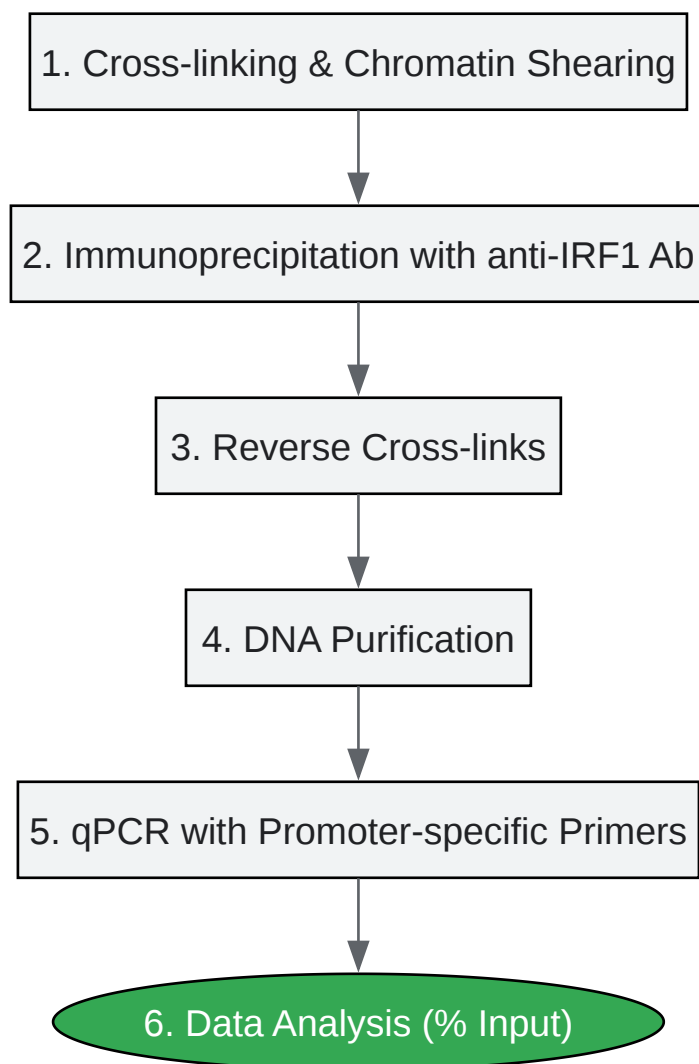 1. Cross-linking & Chromatin Shearing
2. Immunoprecipitation with anti-IRF1 Ab
3. Reverse Cross-links
4. DNA Purification
5. qPCR with Promoter-specific Primers
6. Data Analysis (% Input)